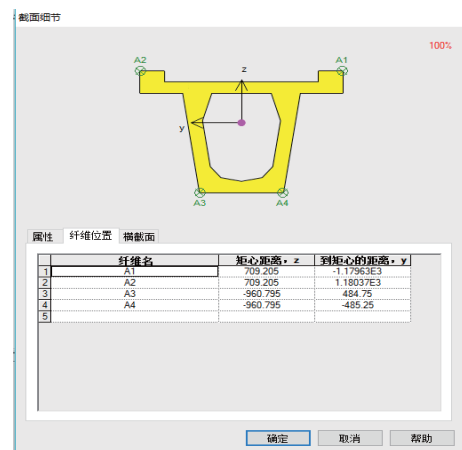 截面细节
100%
A2 A1
z
y
A3 A4
属性 纤维位置 横截面
纤维名 矩心距离，z 到矩心的距离，y
1 A1 709.205 -1.17963E3
2 A2 709.205 1.18037E3
3 A3 -960.795 484.75
4 A4 -960.795 -485.25
5
确定 取消 帮助